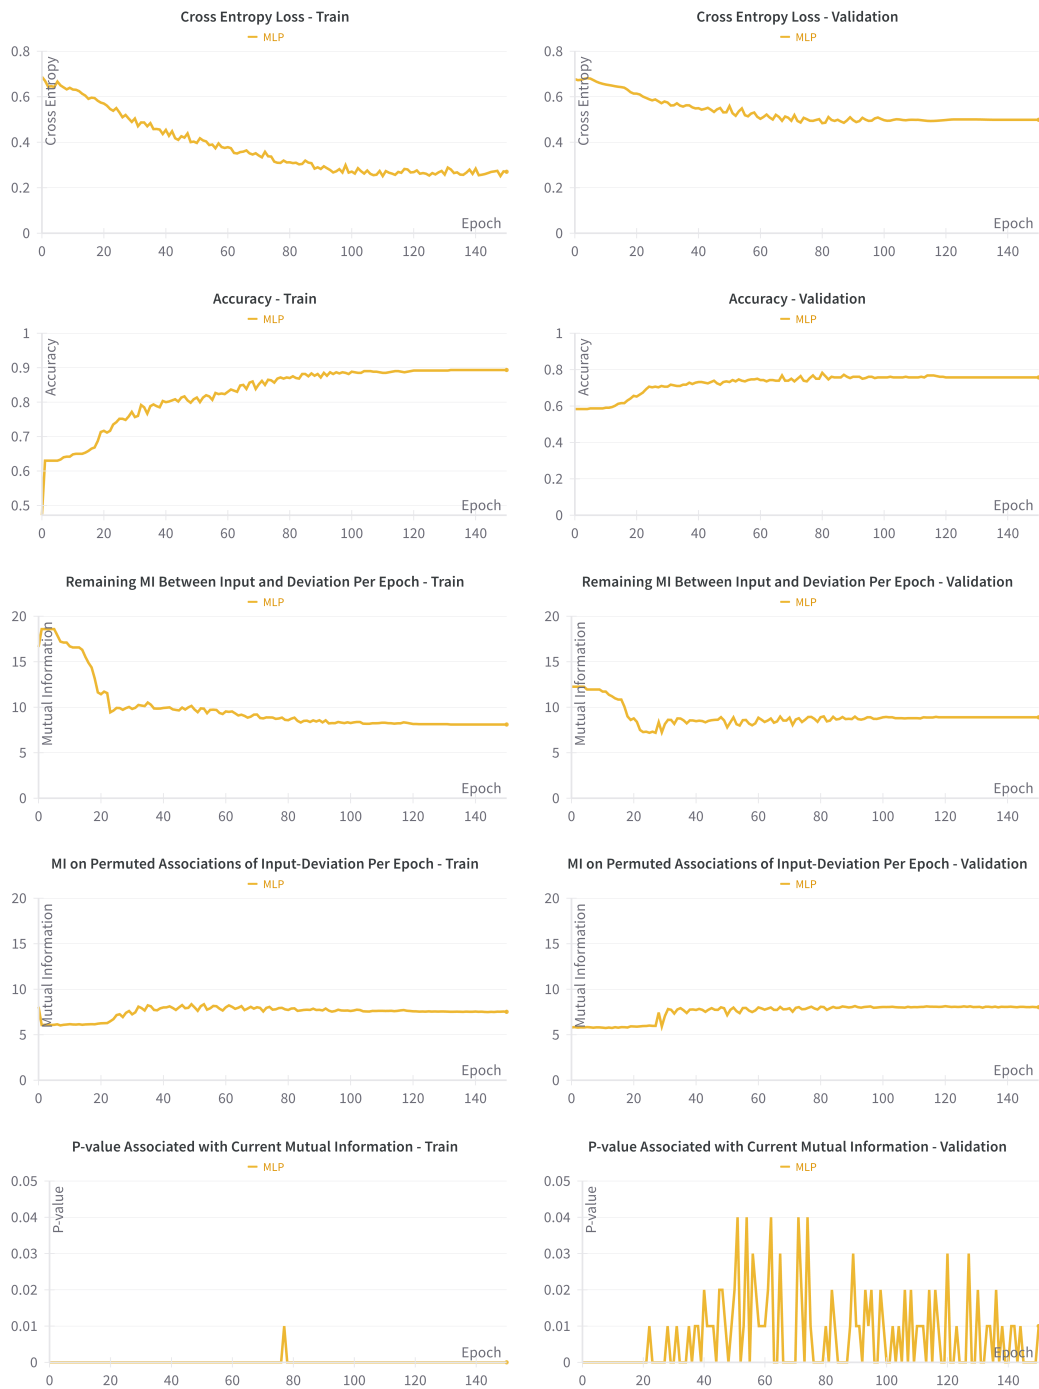 Cross Entropy Loss - Train
MLP
Cross Entropy
0.8
0.6
0.4
0.2
0
Epoch
0 20 40 60 80 100 120 140
Cross Entropy Loss - Validation
MLP
Cross Entropy
0.8
0.6
0.4
0.2
0
Epoch
0 20 40 60 80 100 120 140
Accuracy - Train
MLP
Accuracy
1
0.9
0.8
0.7
0.6
0.5
Epoch
0 20 40 60 80 100 120 140
Accuracy - Validation
MLP
Accuracy
1
0.8
0.6
0.4
0.2
0
Epoch
0 20 40 60 80 100 120 140
Remaining MI Between Input and Deviation Per Epoch - Train
MLP
Mutual Information
20
15
10
5
0
Epoch
0 20 40 60 80 100 120 140
Remaining MI Between Input and Deviation Per Epoch - Validation
MLP
Mutual Information
20
15
10
5
0
Epoch
0 20 40 60 80 100 120 140
MI on Permuted Associations of Input-Deviation Per Epoch - Train
MLP
Mutual Information
20
15
10
5
0
Epoch
0 20 40 60 80 100 120 140
MI on Permuted Associations of Input-Deviation Per Epoch - Validation
MLP
Mutual Information
20
15
10
5
0
Epoch
0 20 40 60 80 100 120 140
P-value Associated with Current Mutual Information - Train
MLP
P-value
0.05
0.04
0.03
0.02
0.01
0
Epoch
0 20 40 60 80 100 120 140
P-value Associated with Current Mutual Information - Validation
MLP
P-value
0.05
0.04
0.03
0.02
0.01
0
Epoch
0 20 40 60 80 100 120 140